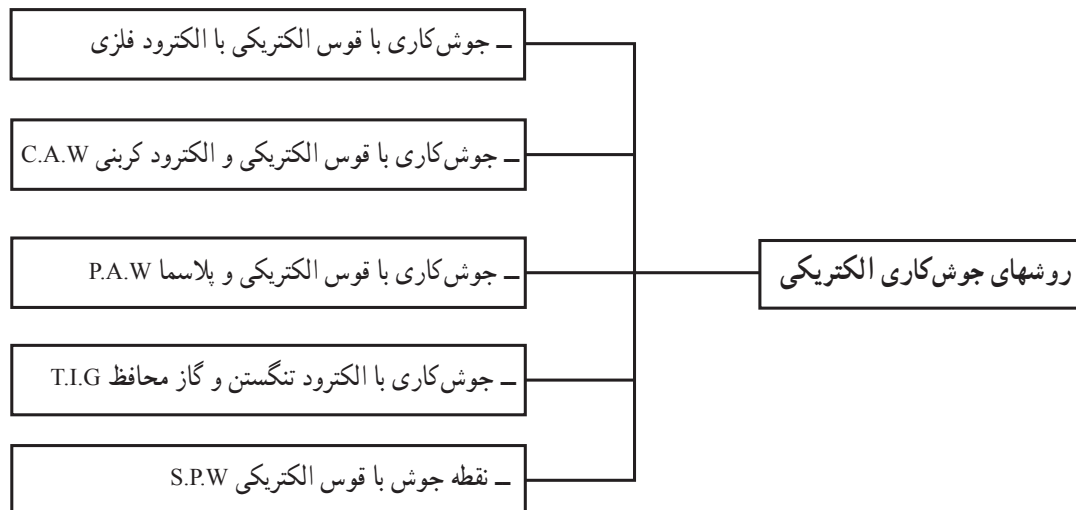 روشهای جوش‌کاری الکتریکی
ـ جوش‌کاری با قوس الکتریکی با الکترود فلزی
ـ جوش‌کاری با قوس الکتریکی و الکترود کربنی C.A.W
ـ جوش‌کاری با قوس الکتریکی و پلاسما P.A.W
ـ جوش‌کاری با الکترود تنگستن و گاز محافظ T.I.G
ـ نقطه جوش با قوس الکتریکی S.P.W